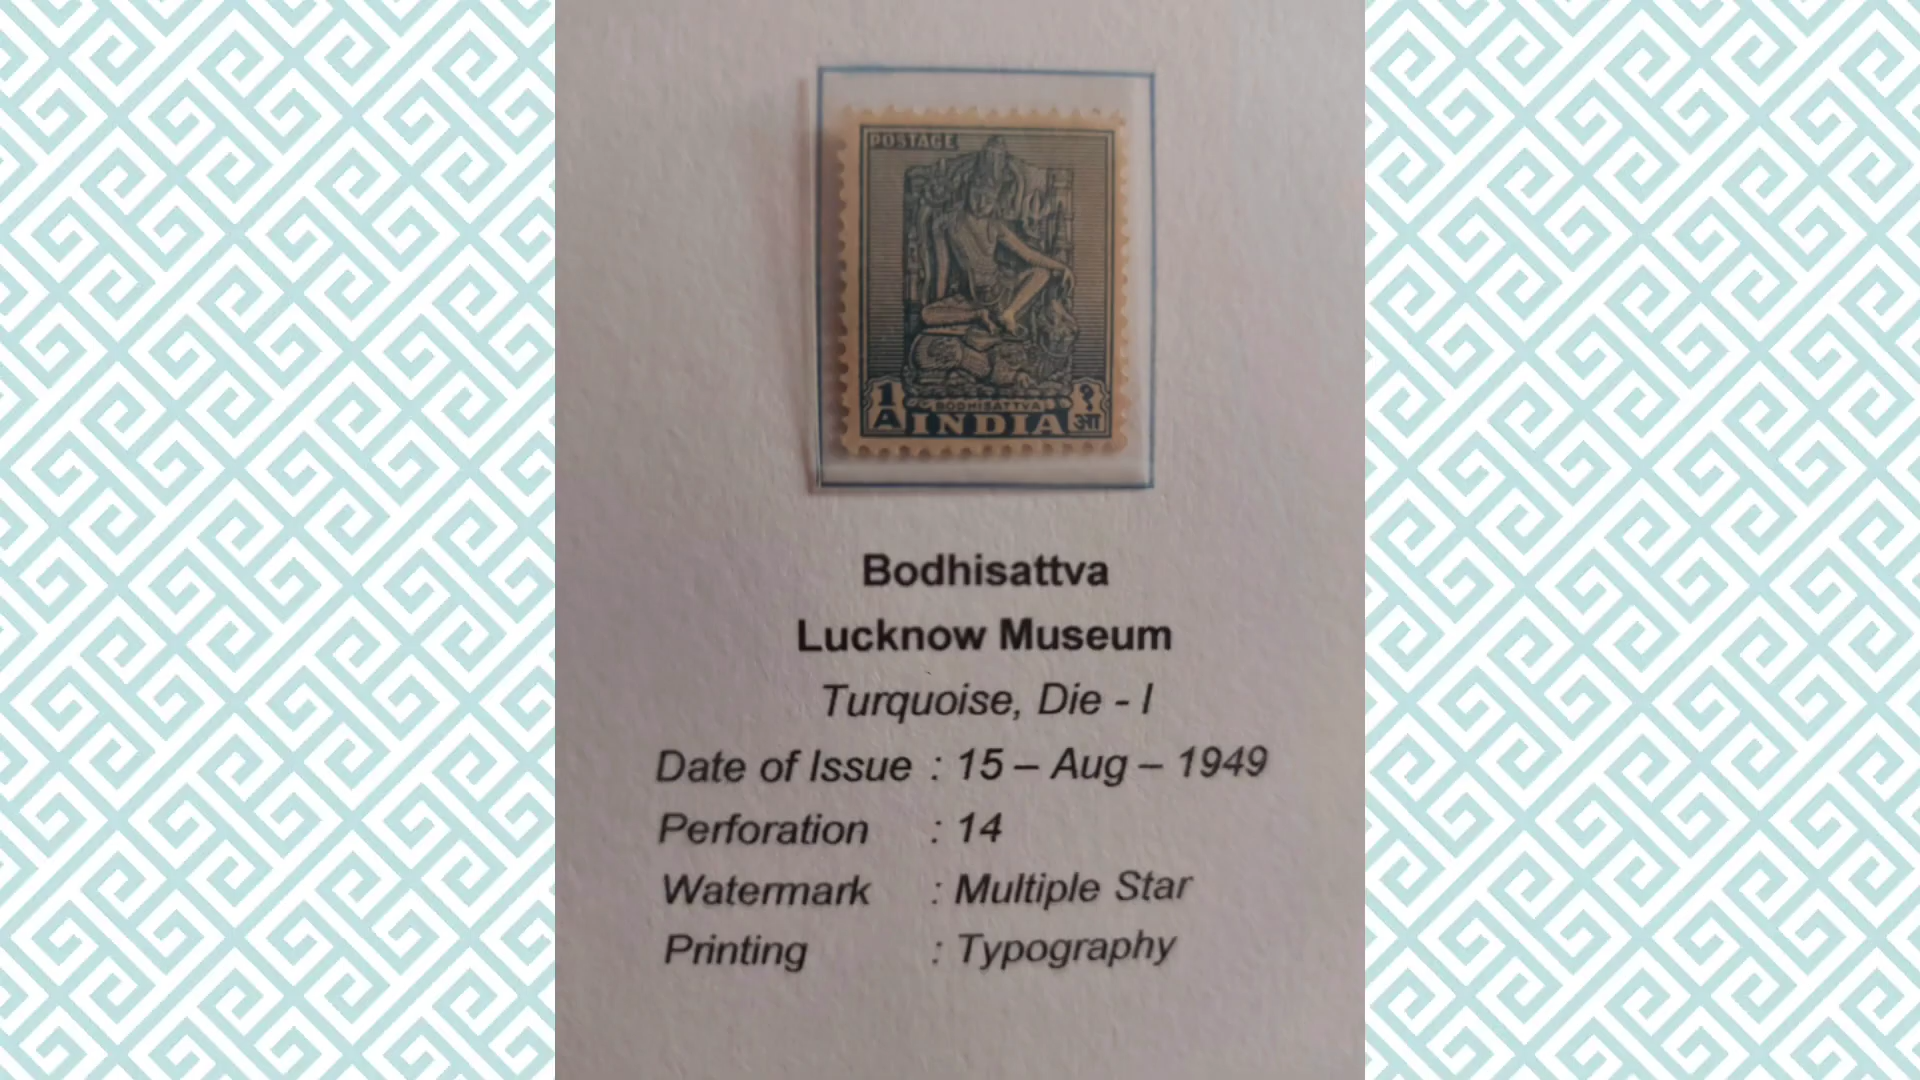 POSTAGE
1 १
BODHISATTVA
A INDIA आ
Bodhisattva
Lucknow Museum
Turquoise, Die - I
Date of Issue : 15 – Aug – 1949
Perforation : 14
Watermark : Multiple Star
Printing : Typography